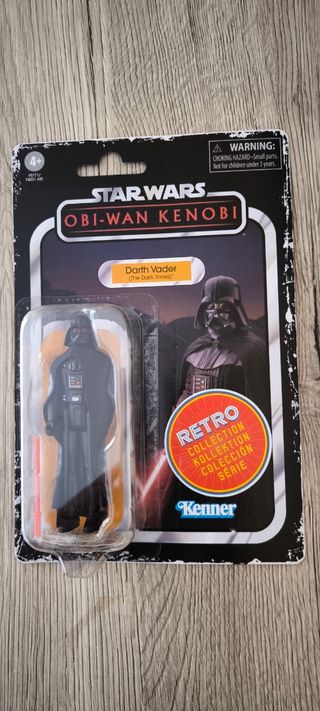 4+
WARNING:
CHOKING HAZARD-Small parts.
Not for children under 3 years.
STAR WARS
OBI-WAN KENOBI
Darth Vader
(The Dark Times)
RETRO
COLLECTION
KOLLEKTION
COLECCIÓN
SÉRIE
Kenner